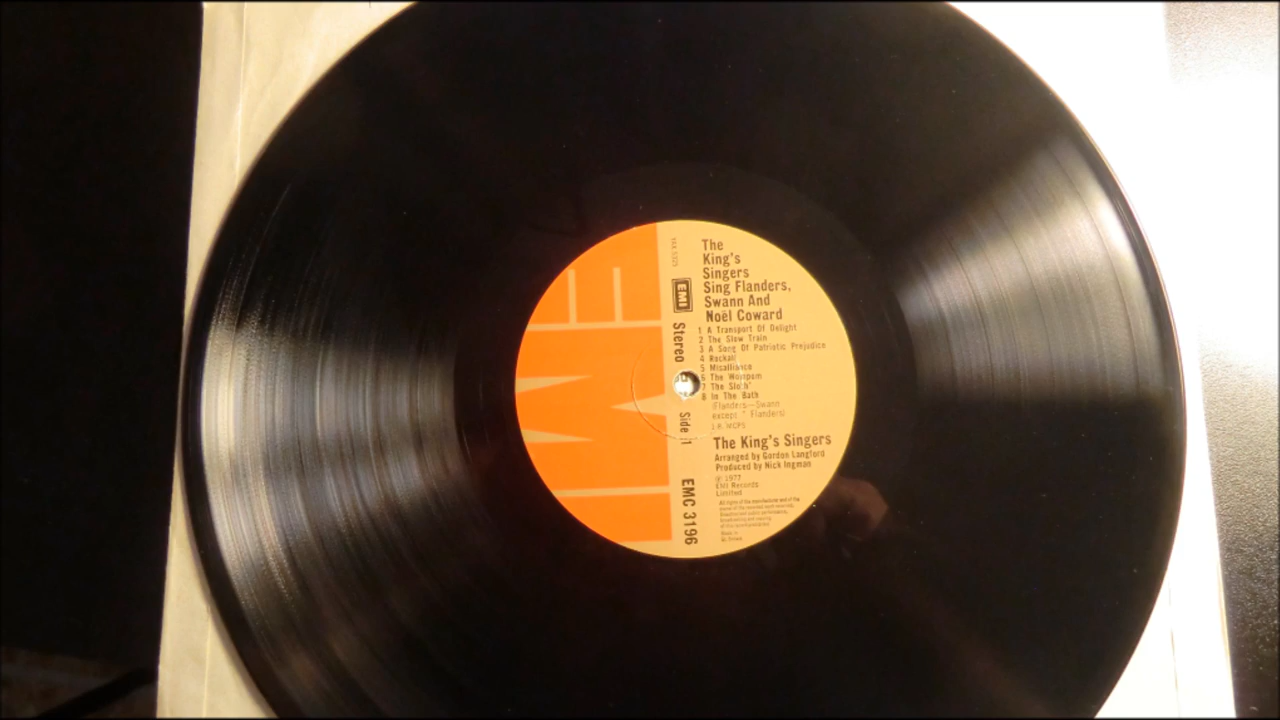 The
King's
Singers
Sing Flanders,
Swann And
Noël Coward
1 A Transport Of Delight
2 The Slow Train
3 A Song Of Patriotic Prejudice
4 Rockall
5 Misalliance
6 The Wompom
7 The Sloth*
8 In The Bath
(Flanders—Swann
except * Flanders)
MCPS
The King's Singers
Arranged by Gordon Langford
Produced by Nick Ingman
℗ 1977
EMI Records
Limited
EMI
Stereo
Side 1
EMC 3196
EMI